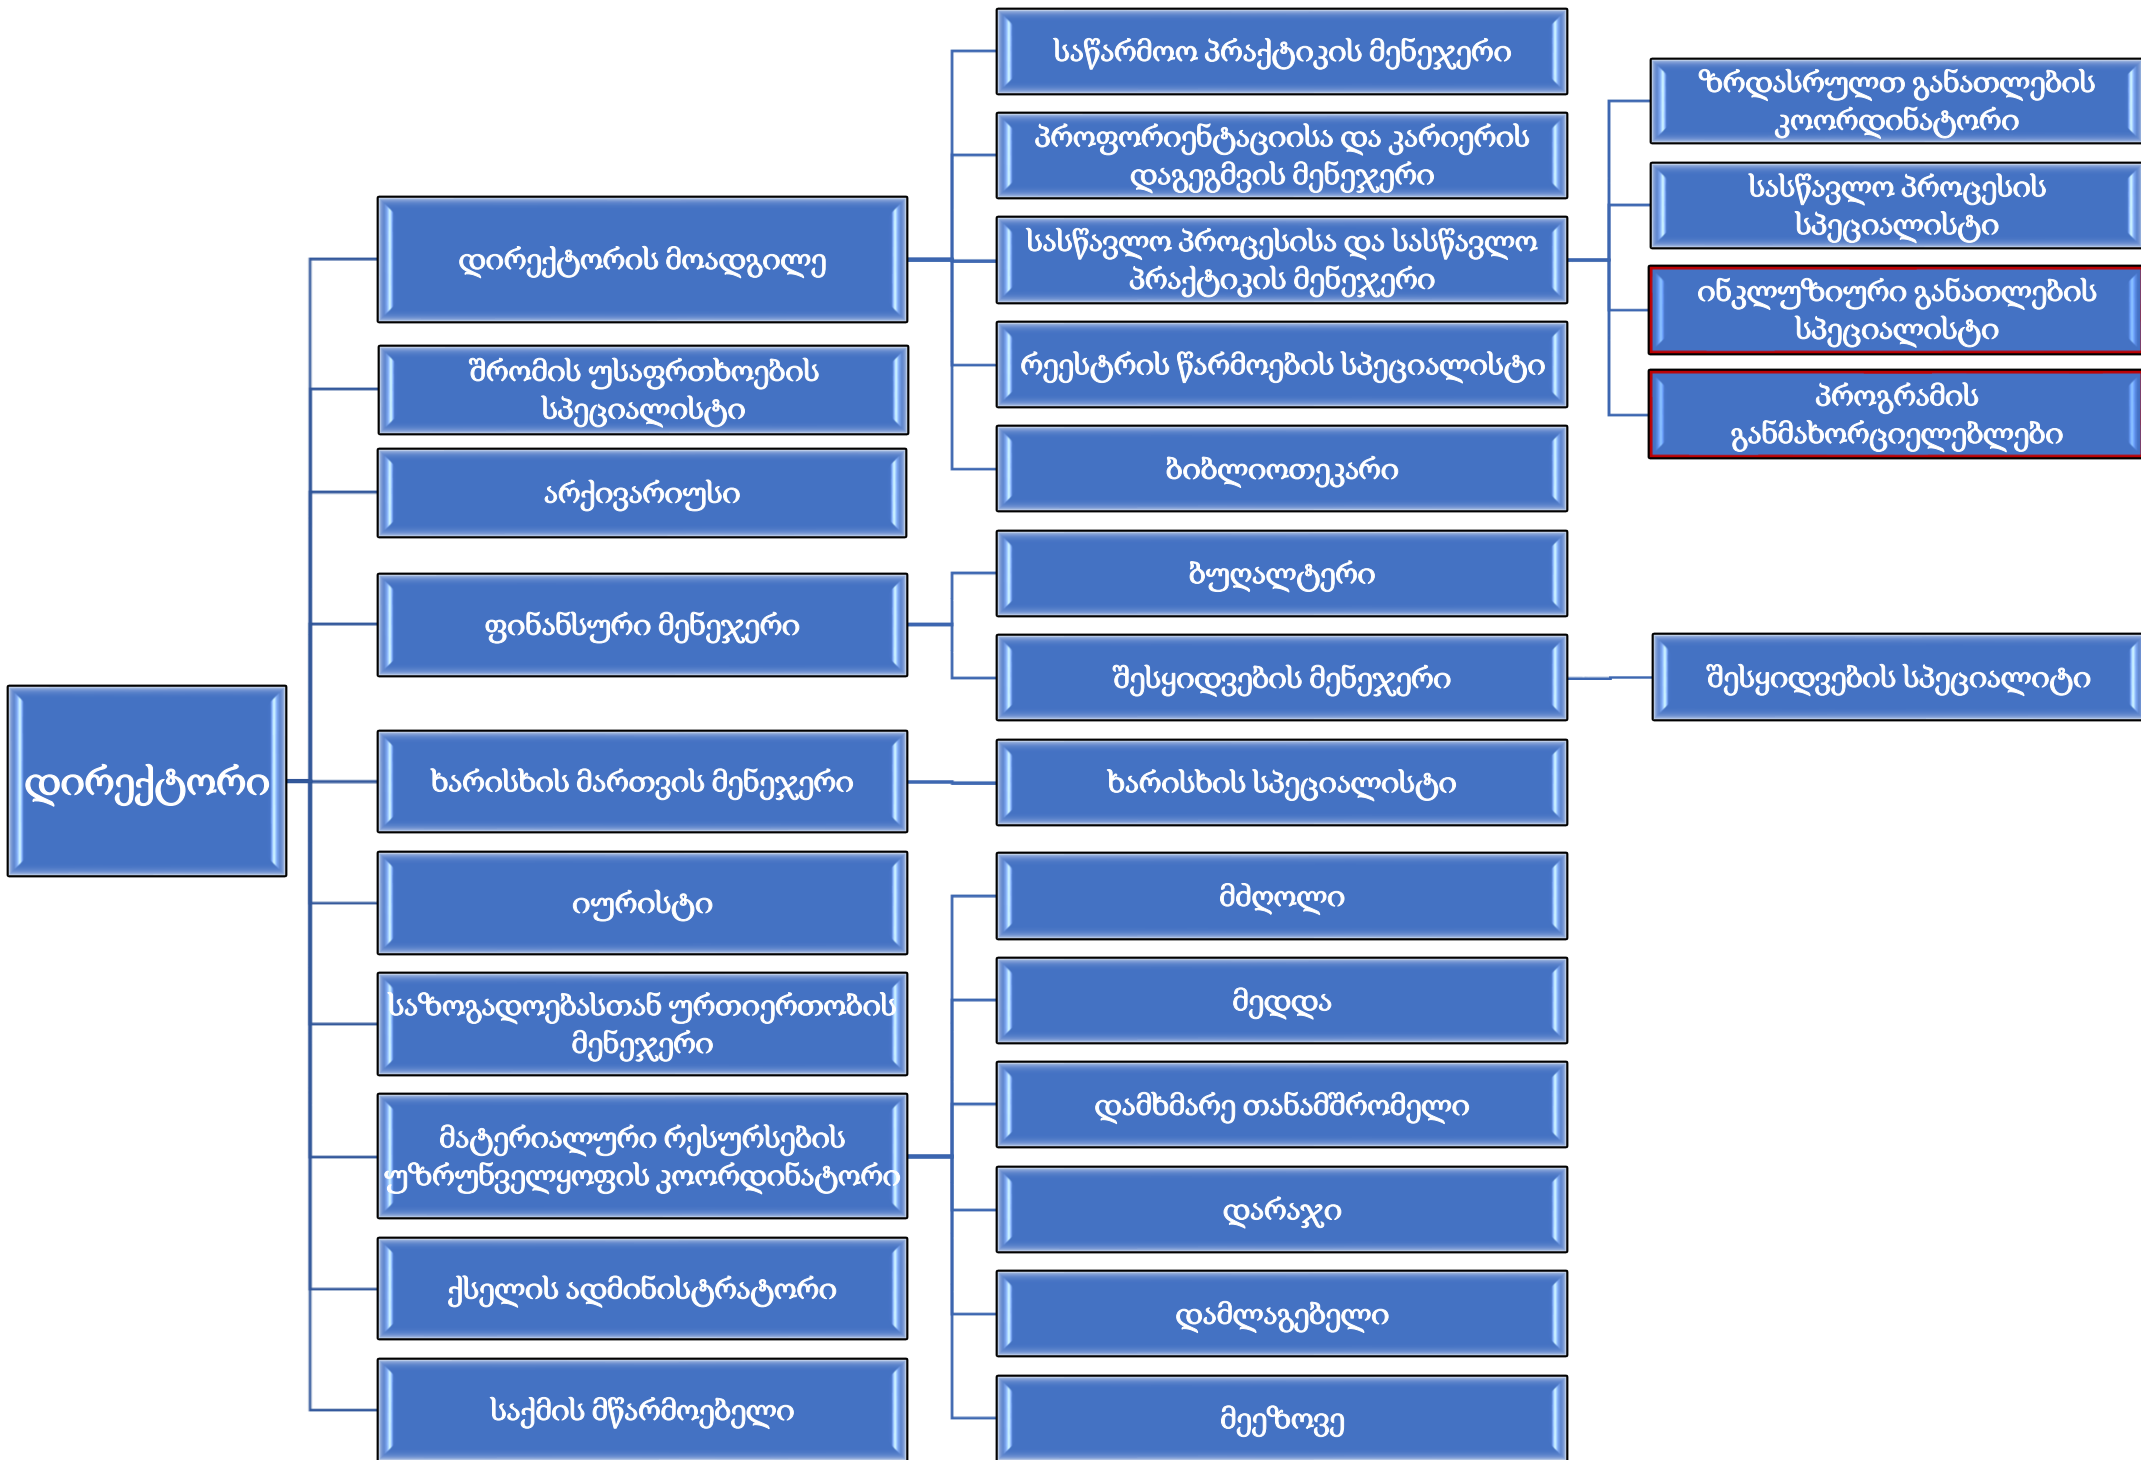 დირექტორი
დირექტორის მოადგილე
შრომის უსაფრთხოების
სპეციალისტი
არქივარიუსი
ფინანსური მენეჯერი
ხარისხის მართვის მენეჯერი
იურისტი
საზოგადოებასთან ურთიერთობის
მენეჯერი
მატერიალური რესურსების
უზრუნველყოფის კოორდინატორი
ქსელის ადმინისტრატორი
საქმის მწარმოებელი
საწარმოო პრაქტიკის მენეჯერი
პროფორიენტაციისა და კარიერის
დაგეგმვის მენეჯერი
სასწავლო პროცესისა და სასწავლო
პრაქტიკის მენეჯერი
რეესტრის წარმოების სპეციალისტი
ბიბლიოთეკარი
ბუღალტერი
შესყიდვების მენეჯერი
ხარისხის სპეციალისტი
მძღოლი
მედდა
დამხმარე თანამშრომელი
დარაჯი
დამლაგებელი
მეეზოვე
ზრდასრულთ განათლების
კოორდინატორი
სასწავლო პროცესის
სპეციალისტი
ინკლუზიური განათლების
სპეციალისტი
პროგრამის
განმახორციელებლები
შესყიდვების სპეციალიტი